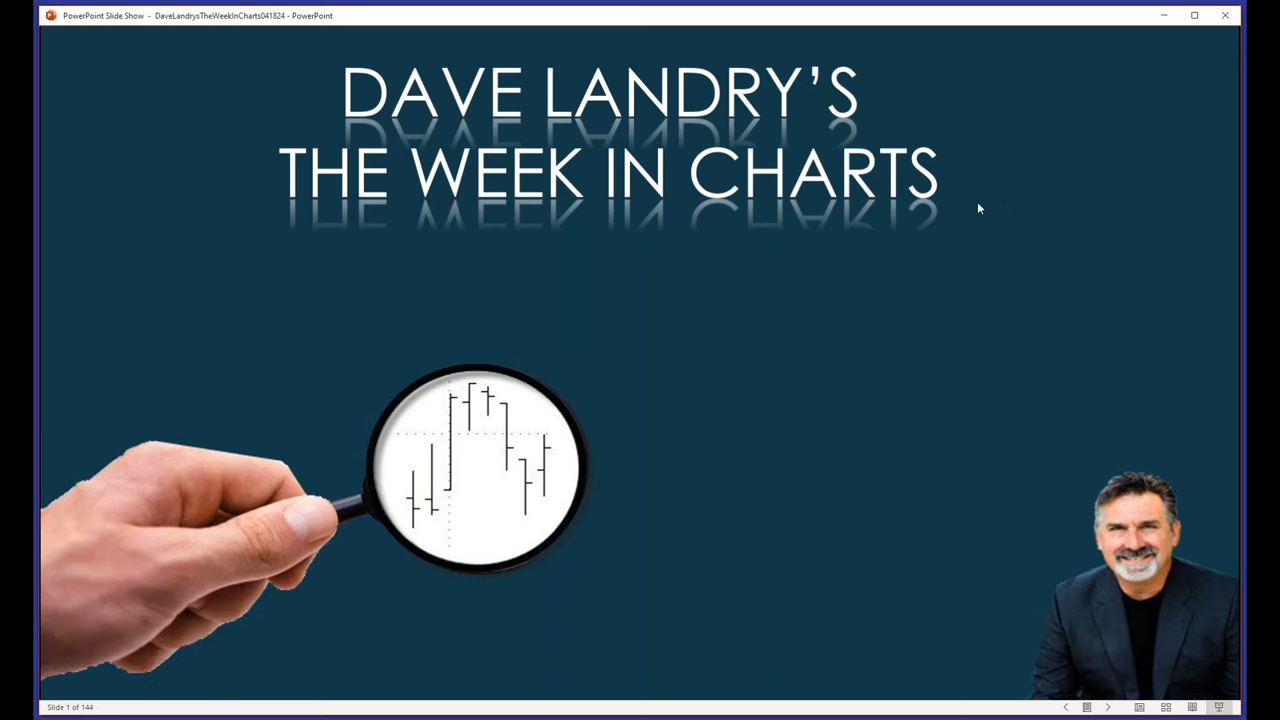 PowerPoint Slide Show - DaveLandrysTheWeekInCharts041824 - PowerPoint
DAVE LANDRY’S
THE WEEK IN CHARTS
Slide 1 of 144